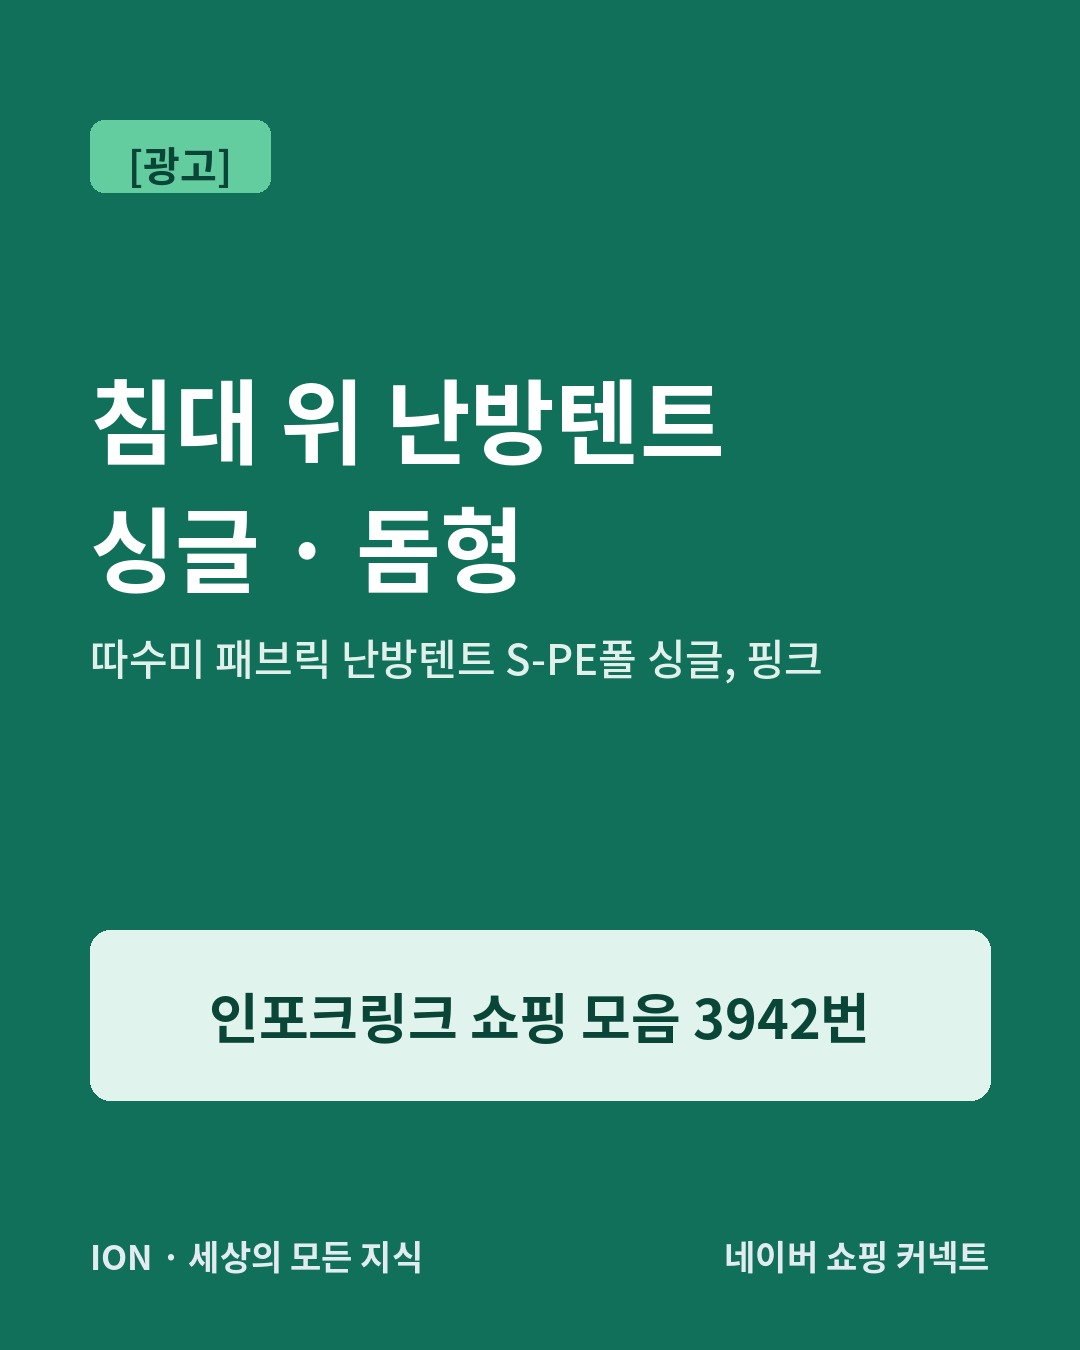 [광고]
침대 위 난방텐트
싱글 · 돔형
따수미 패브릭 난방텐트 S-PE폴 싱글, 핑크
인포크링크 쇼핑 모음 3942번
ION · 세상의 모든 지식
네이버 쇼핑 커넥트